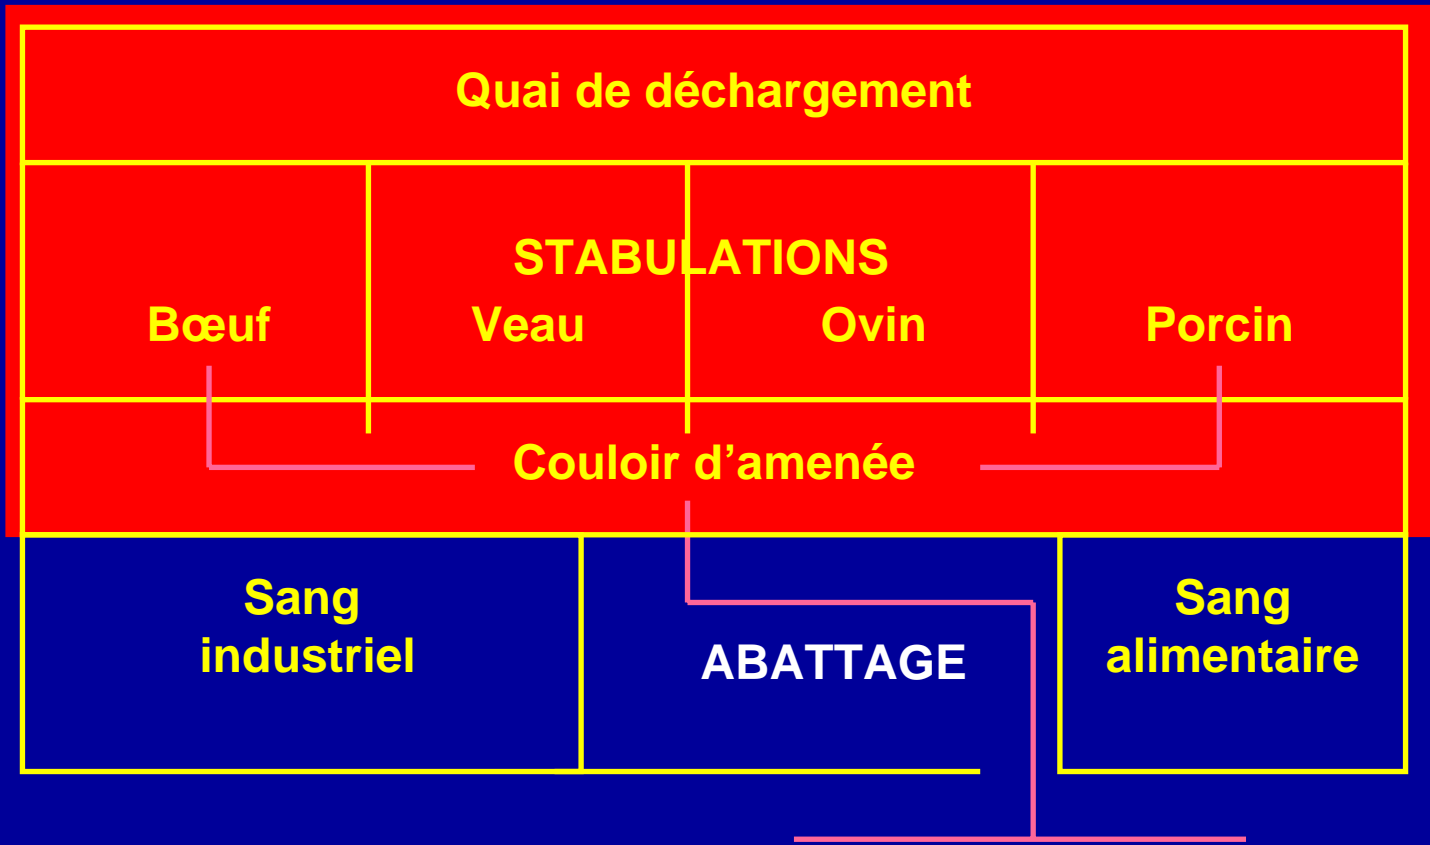 Quai de déchargement
STABULATIONS
Bœuf Veau Ovin Porcin
Couloir d’amenée
Sang industriel
ABATTAGE
Sang alimentaire